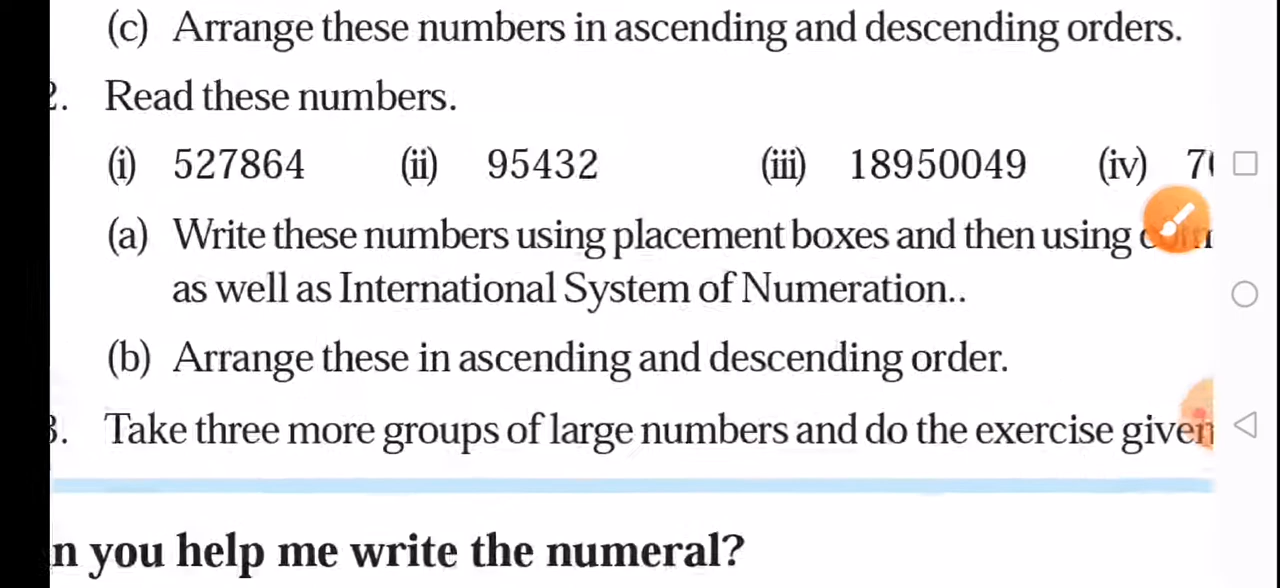 (c) Arrange these numbers in ascending and descending orders.
2. Read these numbers.
(i) 527864 (ii) 95432 (iii) 18950049 (iv)
(a) Write these numbers using placement boxes and then using
as well as International System of Numeration..
(b) Arrange these in ascending and descending order.
3. Take three more groups of large numbers and do the exercise given
you help me write the numeral?